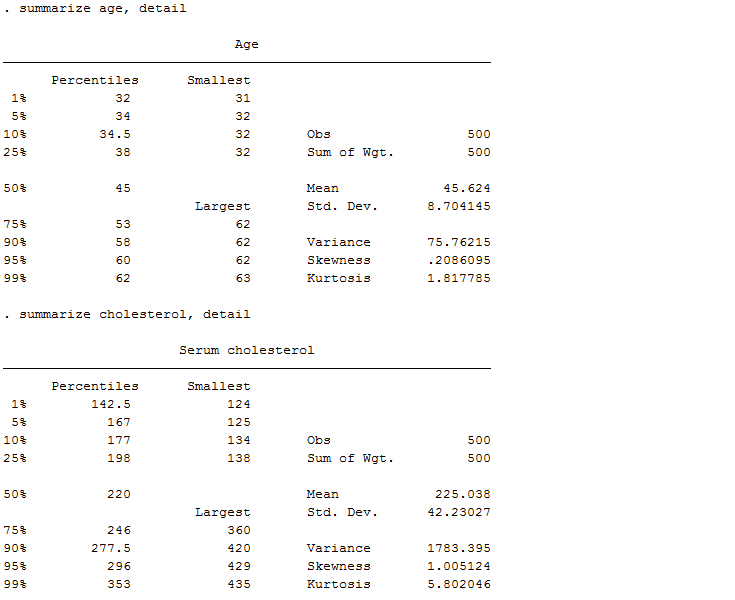 . summarize age, detail
Age
Percentiles Smallest
1% 32 31
5% 34 32
10% 34.5 32 Obs 500
25% 38 32 Sum of Wgt. 500
50% 45 Mean 45.624
Largest Std. Dev. 8.704145
75% 53 62
90% 58 62 Variance 75.76215
95% 60 62 Skewness .2086095
99% 62 63 Kurtosis 1.817785
. summarize cholesterol, detail
Serum cholesterol
Percentiles Smallest
1% 142.5 124
5% 167 125
10% 177 134 Obs 500
25% 198 138 Sum of Wgt. 500
50% 220 Mean 225.038
Largest Std. Dev. 42.23027
75% 246 360
90% 277.5 420 Variance 1783.395
95% 296 429 Skewness 1.005124
99% 353 435 Kurtosis 5.802046